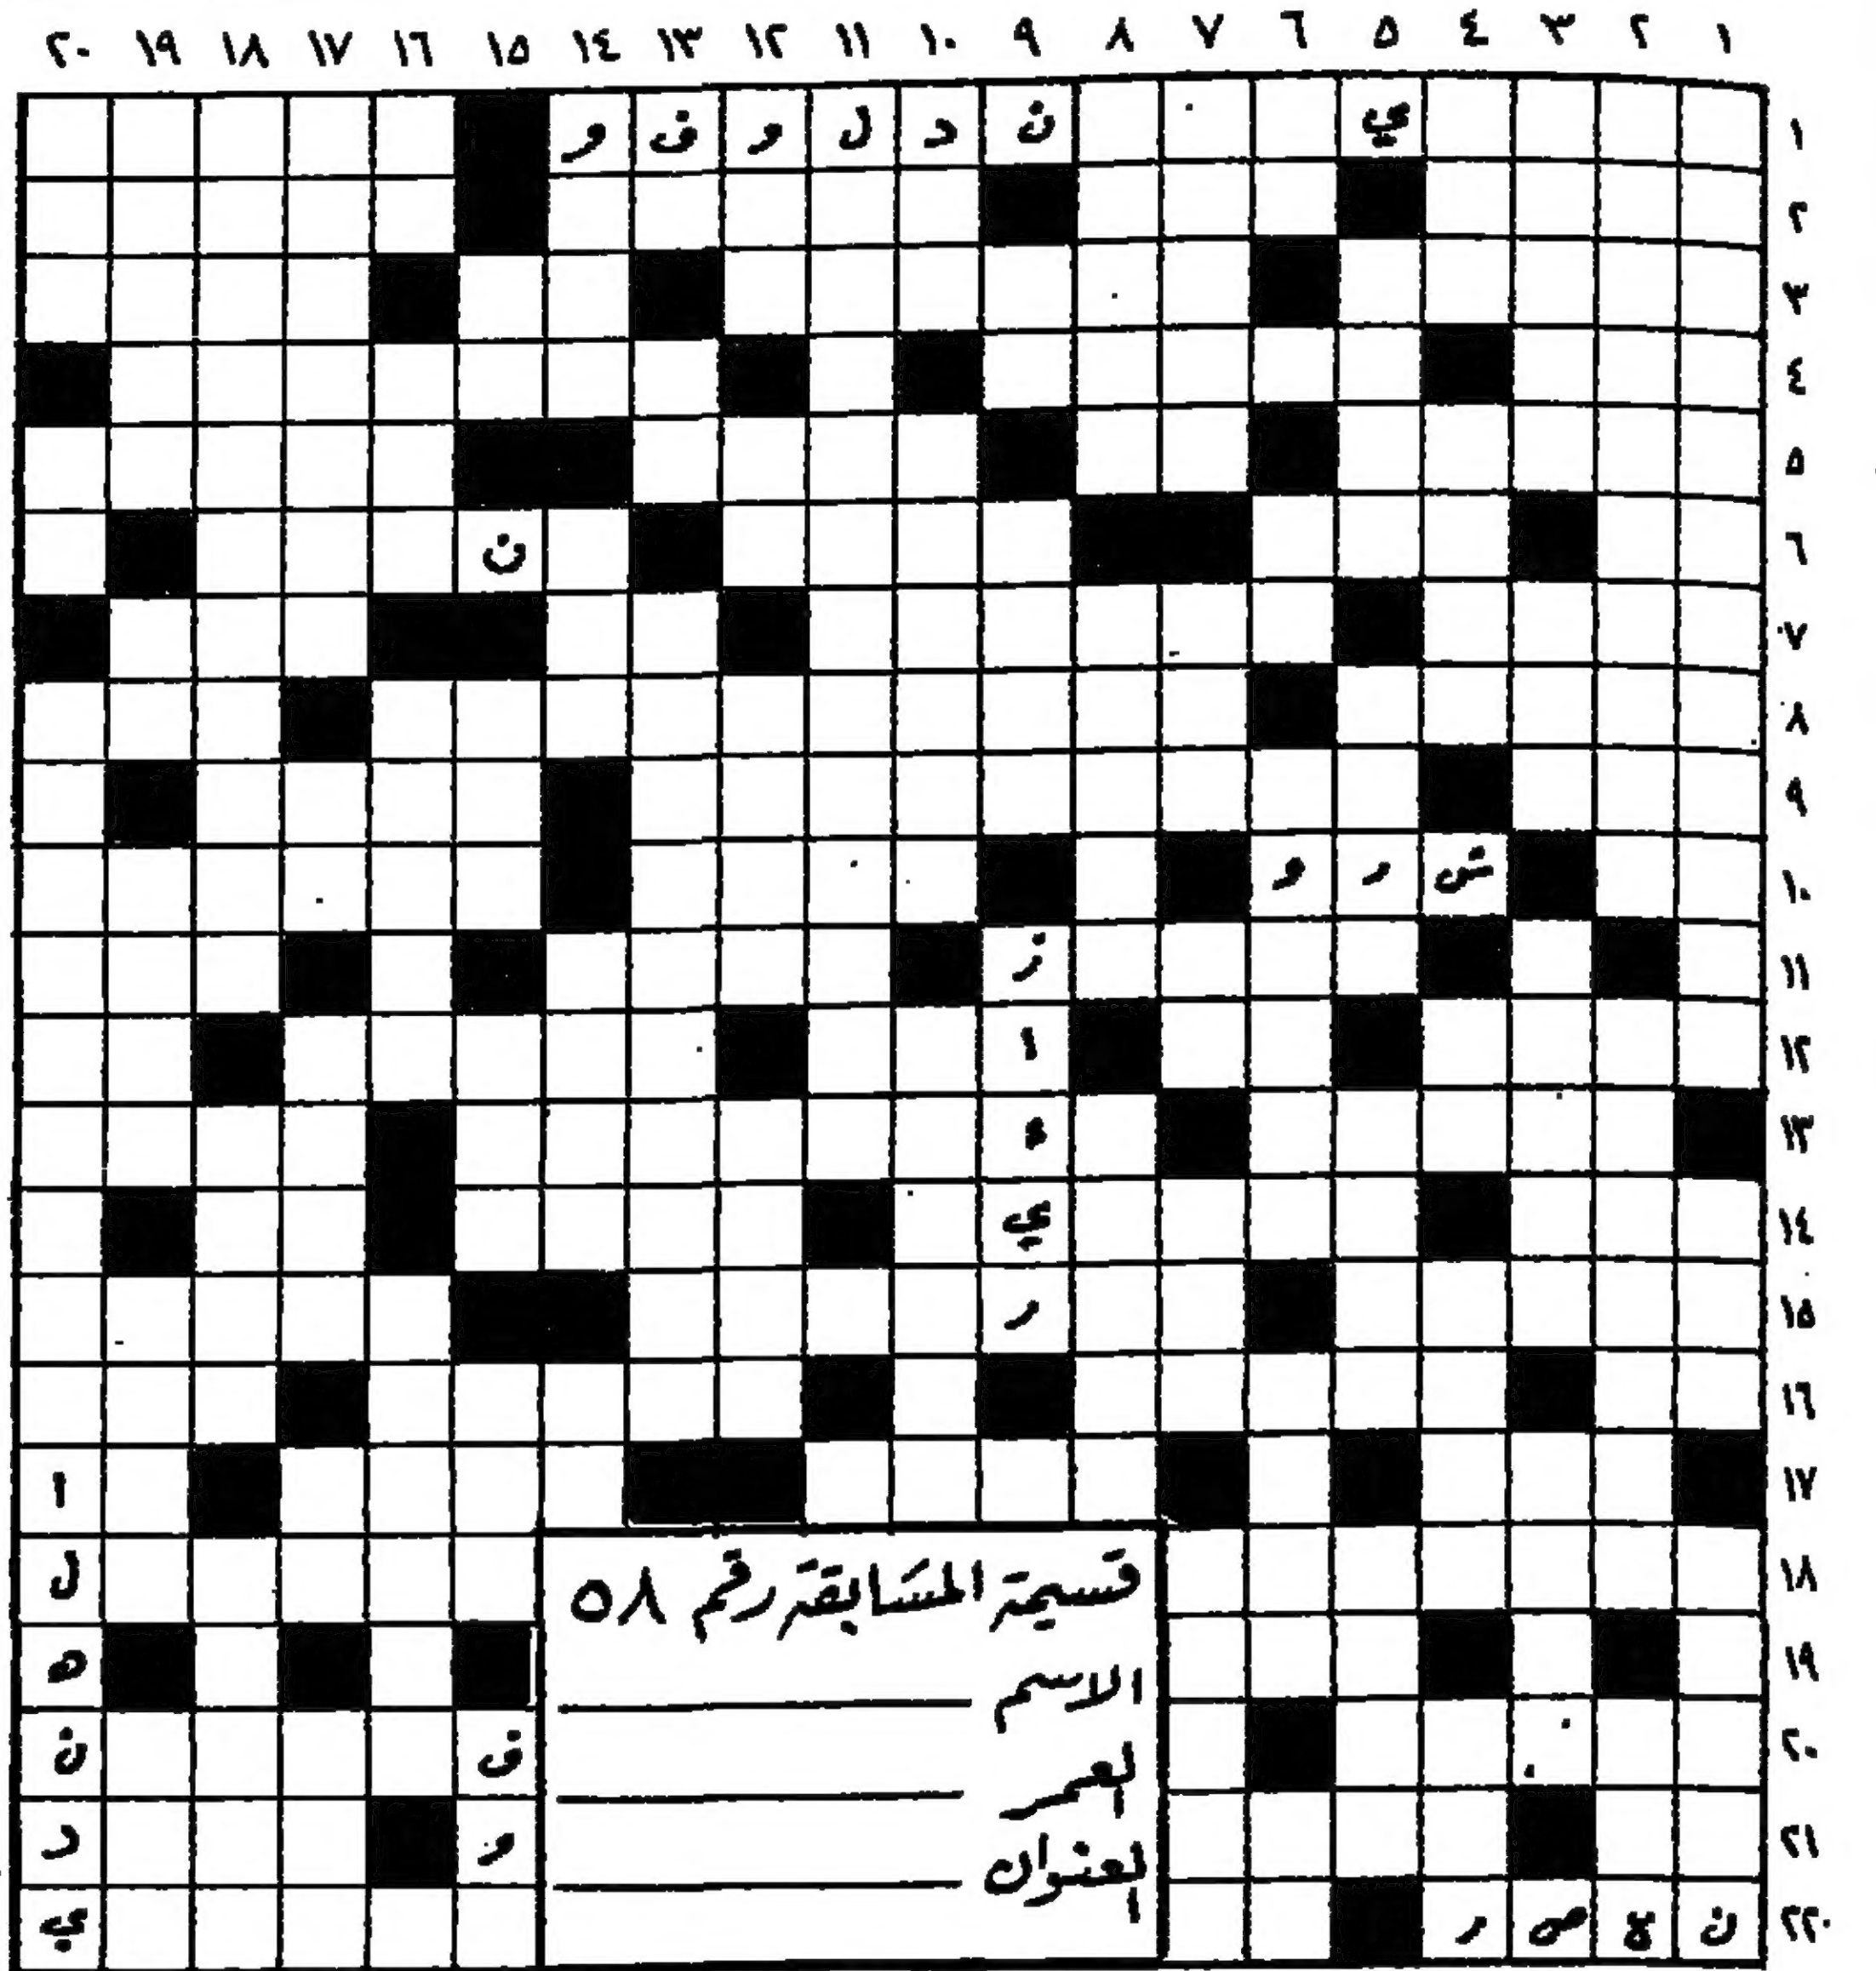 ١ ٢ ٣ ٤ ٥ ٦ ٧ ٨ ٩ ١٠ ١١ ١٢ ١٣ ١٤ ١٥ ١٦ ١٧ ١٨ ١٩ ٢٠
١ ي ن د ل و ف و
٢
٣
٤
٥
٦ ن
٧
٨
٩
١٠ ش ر و
١١ ز
١٢ ا
١٣ ء
١٤ ي
١٥ ر
١٦
١٧ ا
١٨ ل
١٩ ه
٢٠ ف ن
٢١ و د
٢٢ ن ع ص ر ي
قسيمة المسابقة رقم ٥٨
الاسم
العمر
العنوان